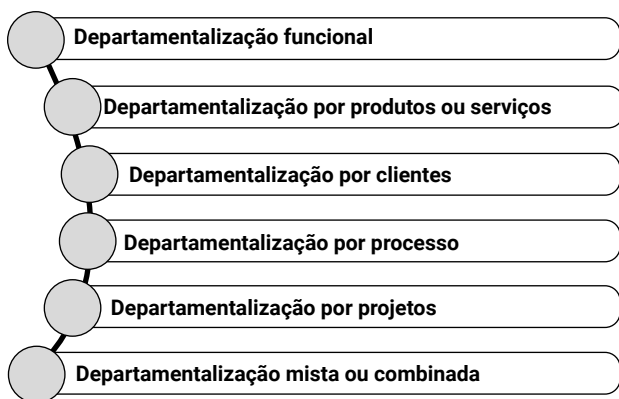 Departamentalização funcional
Departamentalização por produtos ou serviços
Departamentalização por clientes
Departamentalização por processo
Departamentalização por projetos
Departamentalização mista ou combinada